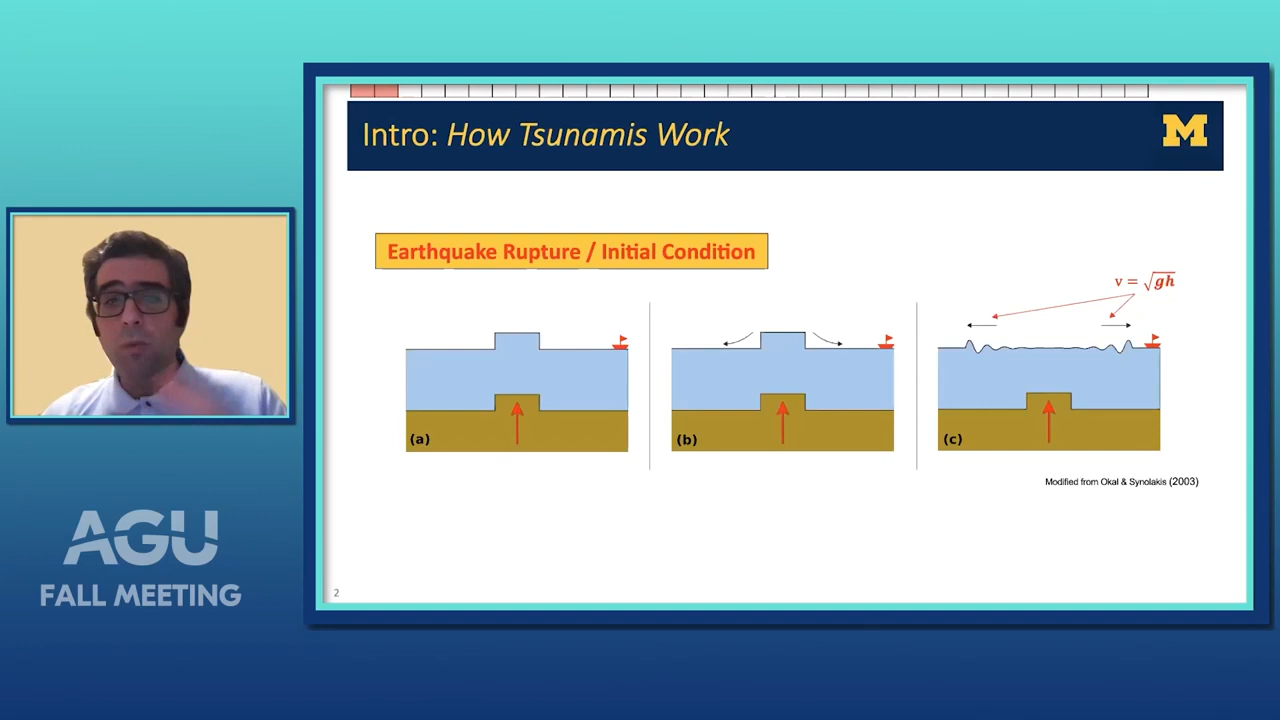 Intro: How Tsunamis Work
M
Earthquake Rupture / Initial Condition
v = √gh
(a)
(b)
(c)
Modified from Okal & Synolakis (2003)
2
AGU
FALL MEETING